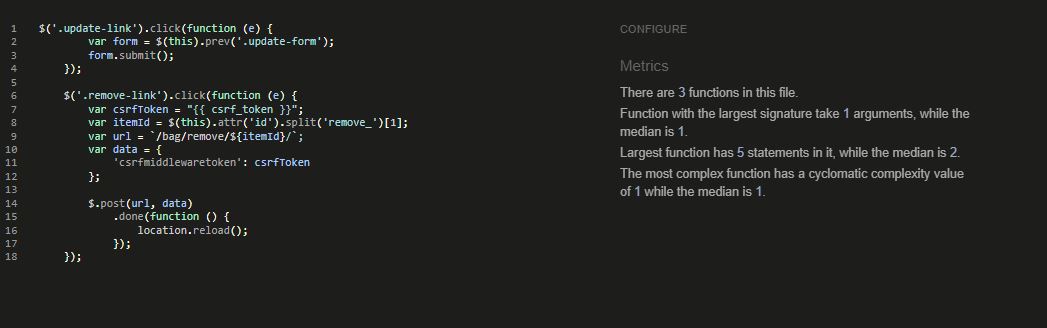 1 $('.update-link').click(function (e) {
2 var form = $(this).prev('.update-form');
3 form.submit();
4 });
5
6 $('.remove-link').click(function (e) {
7 var csrfToken = "{{ csrf_token }}";
8 var itemId = $(this).attr('id').split('remove_')[1];
9 var url = `/bag/remove/${itemId}/`;
10 var data = {
11 'csrfmiddlewaretoken': csrfToken
12 };
13
14 $.post(url, data)
15 .done(function () {
16 location.reload();
17 });
18 });
CONFIGURE
Metrics
There are 3 functions in this file.
Function with the largest signature take 1 arguments, while the
median is 1.
Largest function has 5 statements in it, while the median is 2.
The most complex function has a cyclomatic complexity value
of 1 while the median is 1.